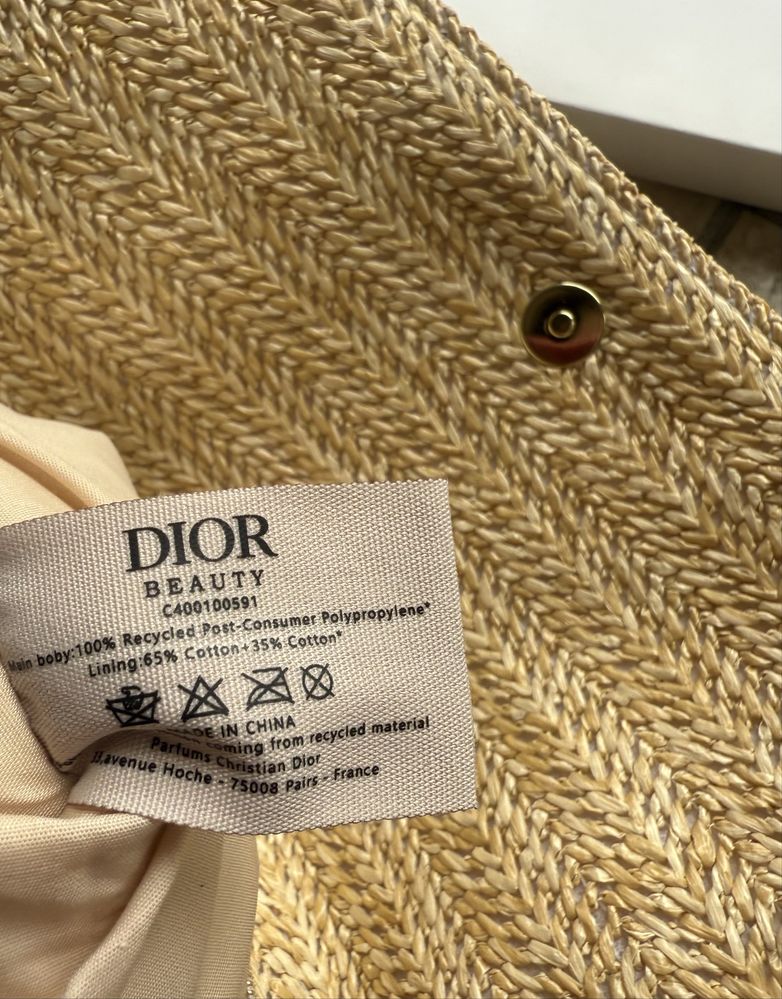 DIOR
BEAUTY
C400100591
Main boby:100% Recycled Post-Consumer Polypropylene*
Lining:65% Cotton+35% Cotton*
MADE IN CHINA
coming from recycled material
Parfums Christian Dior
33,avenue Hoche - 75008 Pairs - France